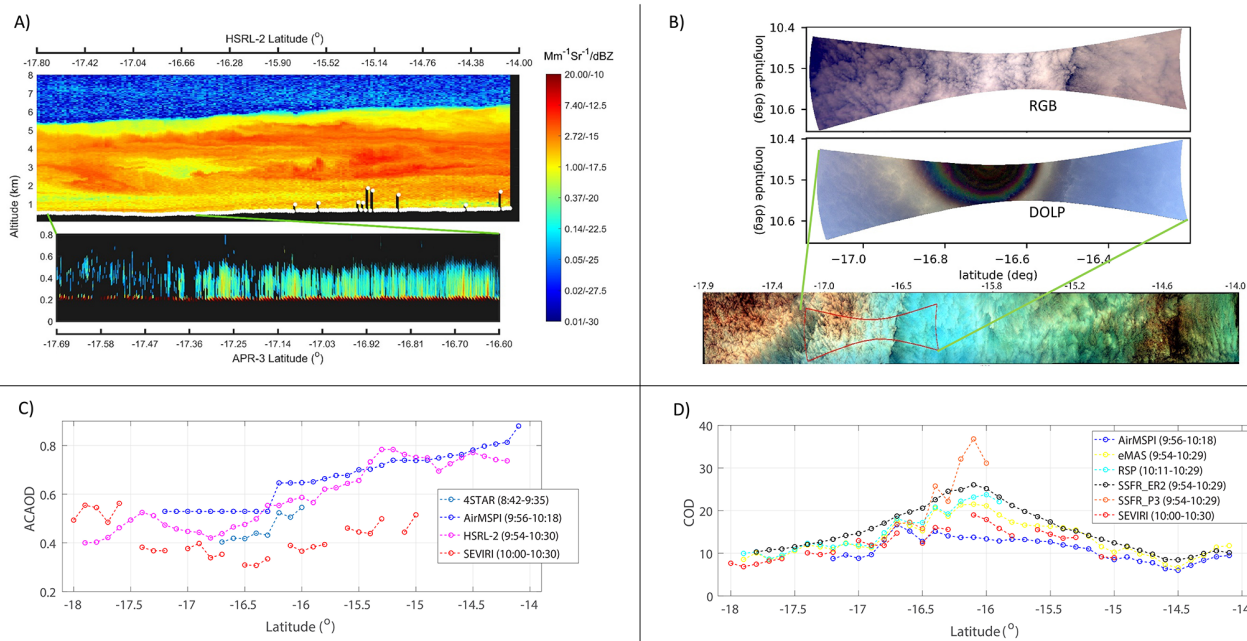 A)
HSRL-2 Latitude (°)
-17.80 -17.42 -17.04 -16.66 -16.28 -15.90 -15.52 -15.14 -14.76 -14.38 -14.00
Mm⁻¹Sr⁻¹/dBZ
20.00/-10
7.40/-12.5
2.72/-15
1.00/-17.5
0.37/-20
0.14/-22.5
0.05/-25
0.02/-27.5
0.01/-30
Altitude (km)
8
7
6
5
4
3
2
1
0.8
0.6
0.4
0.2
0
-17.69 -17.58 -17.47 -17.36 -17.25 -17.14 -17.03 -16.92 -16.81 -16.70 -16.60
APR-3 Latitude (°)
B)
longitude (deg)
10.4
10.5
10.6
RGB
longitude (deg)
10.4
10.5
10.6
DOLP
−17.0 −16.8 −16.6 −16.4
latitude (deg)
-17.9 -17.4 -17.0 -16.3 -15.8 -15.2 -14.4 -14.0
C)
ACAOD
0.8
0.6
0.4
0.2
-18 -17.5 -17 -16.5 -16 -15.5 -15 -14.5 -14
Latitude (°)
4STAR (8:42-9:35)
AirMSPI (9:56-10:18)
HSRL-2 (9:54-10:30)
SEVIRI (10:00-10:30)
D)
COD
40
30
20
10
0
-18 -17.5 -17 -16.5 -16 -15.5 -15 -14.5 -14
Latitude (°)
AirMSPI (9:56-10:18)
eMAS (9:54-10:29)
RSP (10:11-10:29)
SSFR_ER2 (9:54-10:29)
SSFR_P3 (9:54-10:29)
SEVIRI (10:00-10:30)